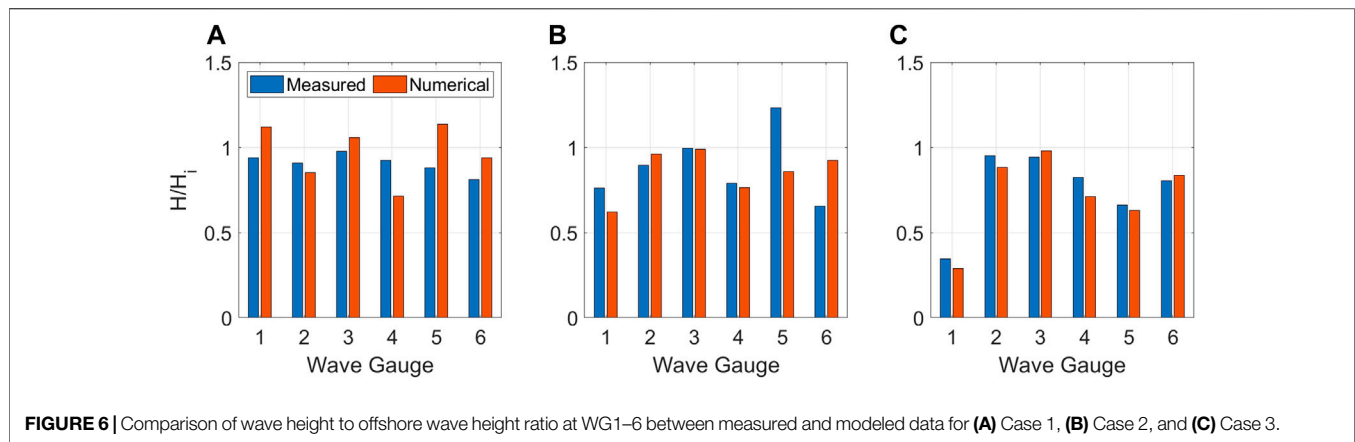 A
B
C
1.5
1
0.5
0
H/H_i
Measured
Numerical
1 2 3 4 5 6
Wave Gauge
1.5
1
0.5
0
1 2 3 4 5 6
Wave Gauge
1.5
1
0.5
0
1 2 3 4 5 6
Wave Gauge
FIGURE 6 | Comparison of wave height to offshore wave height ratio at WG1–6 between measured and modeled data for (A) Case 1, (B) Case 2, and (C) Case 3.